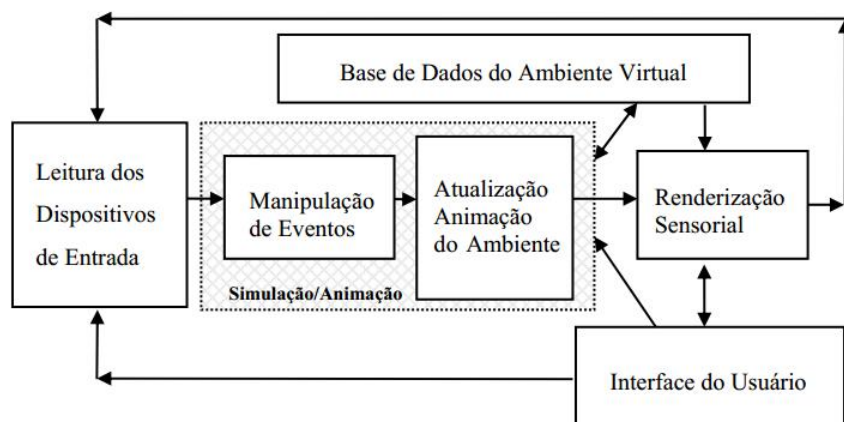 Base de Dados do Ambiente Virtual
Leitura dos
Dispositivos
de Entrada
Manipulação
de Eventos
Atualização
Animação
do Ambiente
Simulação/Animação
Renderização
Sensorial
Interface do Usuário